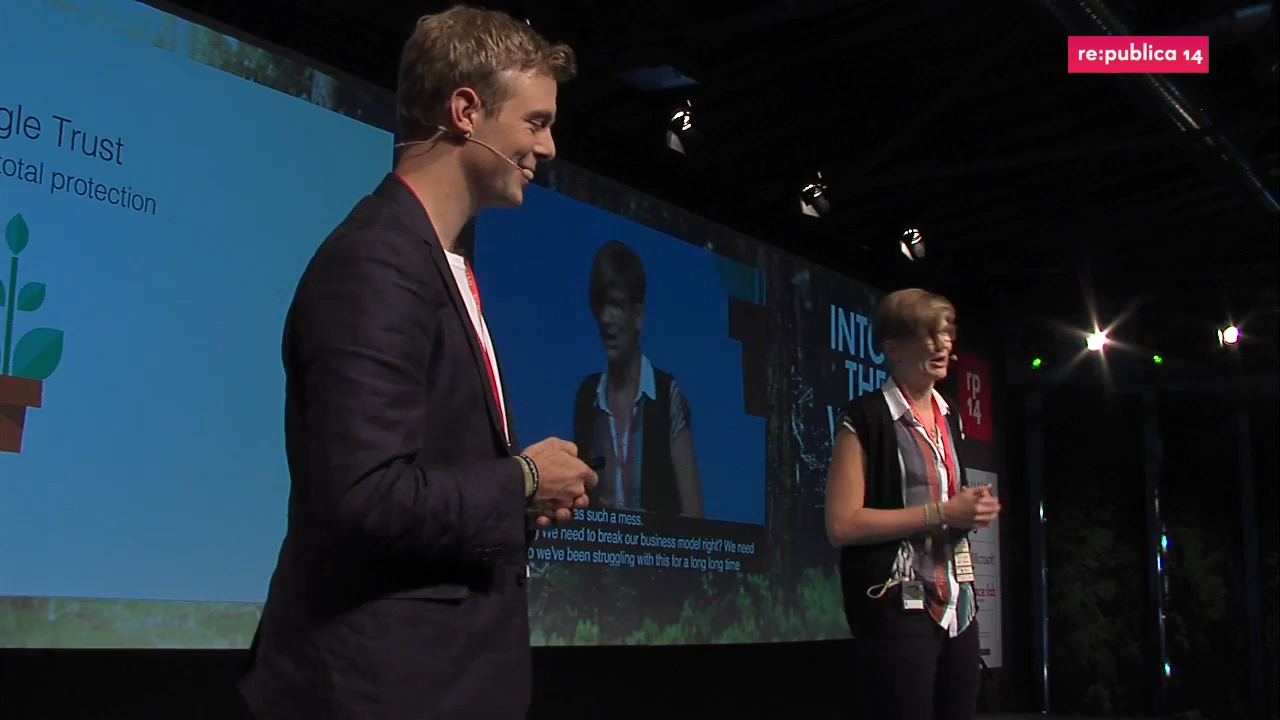 re:publica 14
gle Trust
total protection
INTO
THE
rp
14
as such a mess.
We need to break our business model right? We need
we've been struggling with this for a long long time
Microsoft